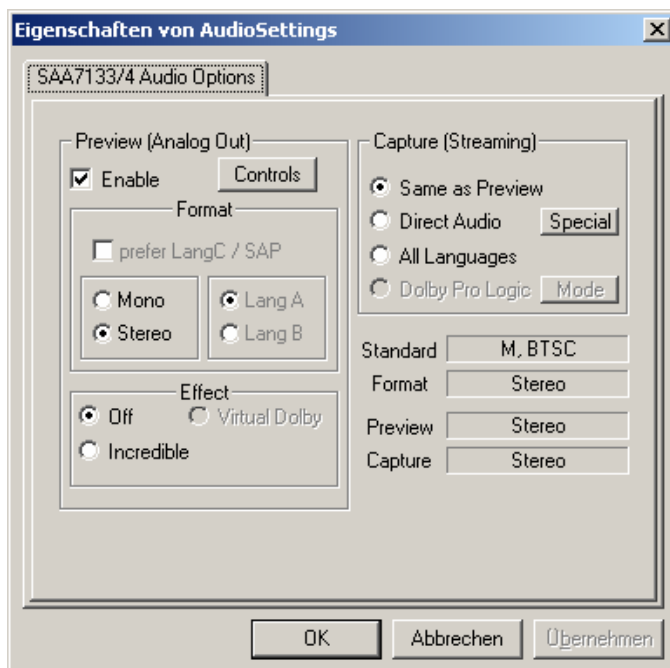 Eigenschaften von AudioSettings
SAA7133/4 Audio Options
Preview (Analog Out)
Enable
Controls
Format
prefer LangC / SAP
Mono
Stereo
Lang A
Lang B
Effect
Off
Virtual Dolby
Incredible
Capture (Streaming)
Same as Preview
Direct Audio
Special
All Languages
Dolby Pro Logic
Mode
Standard M, BTSC
Format Stereo
Preview Stereo
Capture Stereo
OK
Abbrechen
Übernehmen